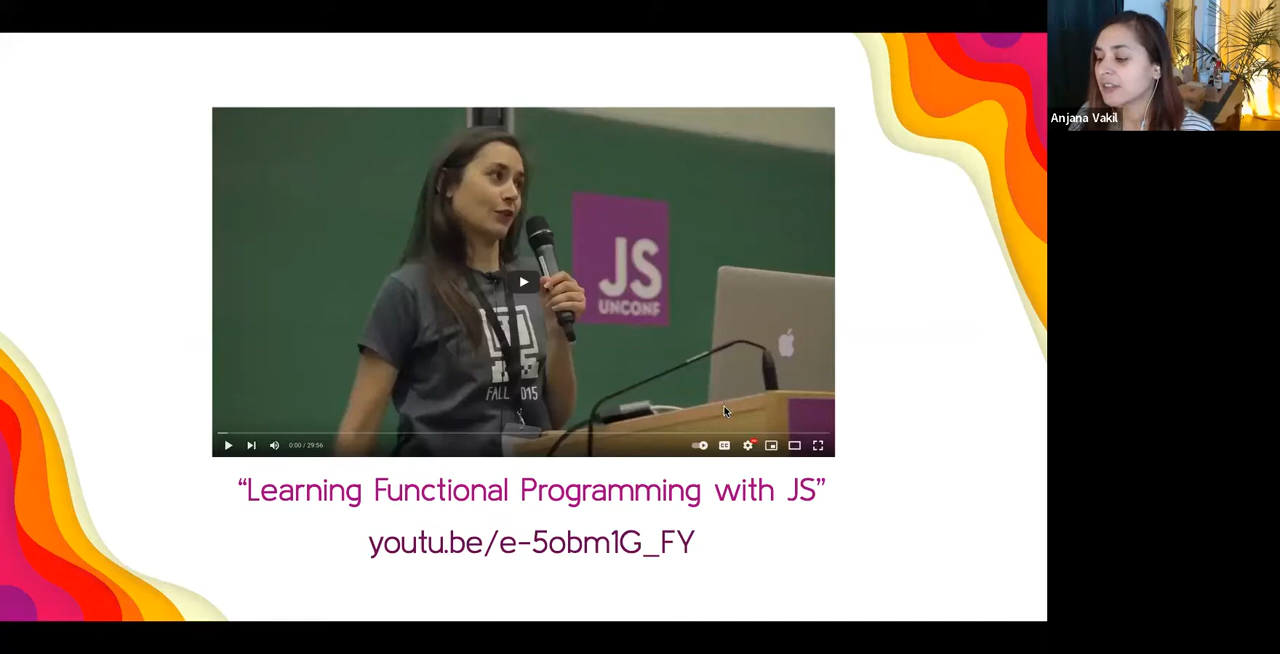 Anjana Vakil
JS
UNCONF
FALL 2015
0:00 / 29:56
“Learning Functional Programming with JS”
youtu.be/e-5obm1G_FY